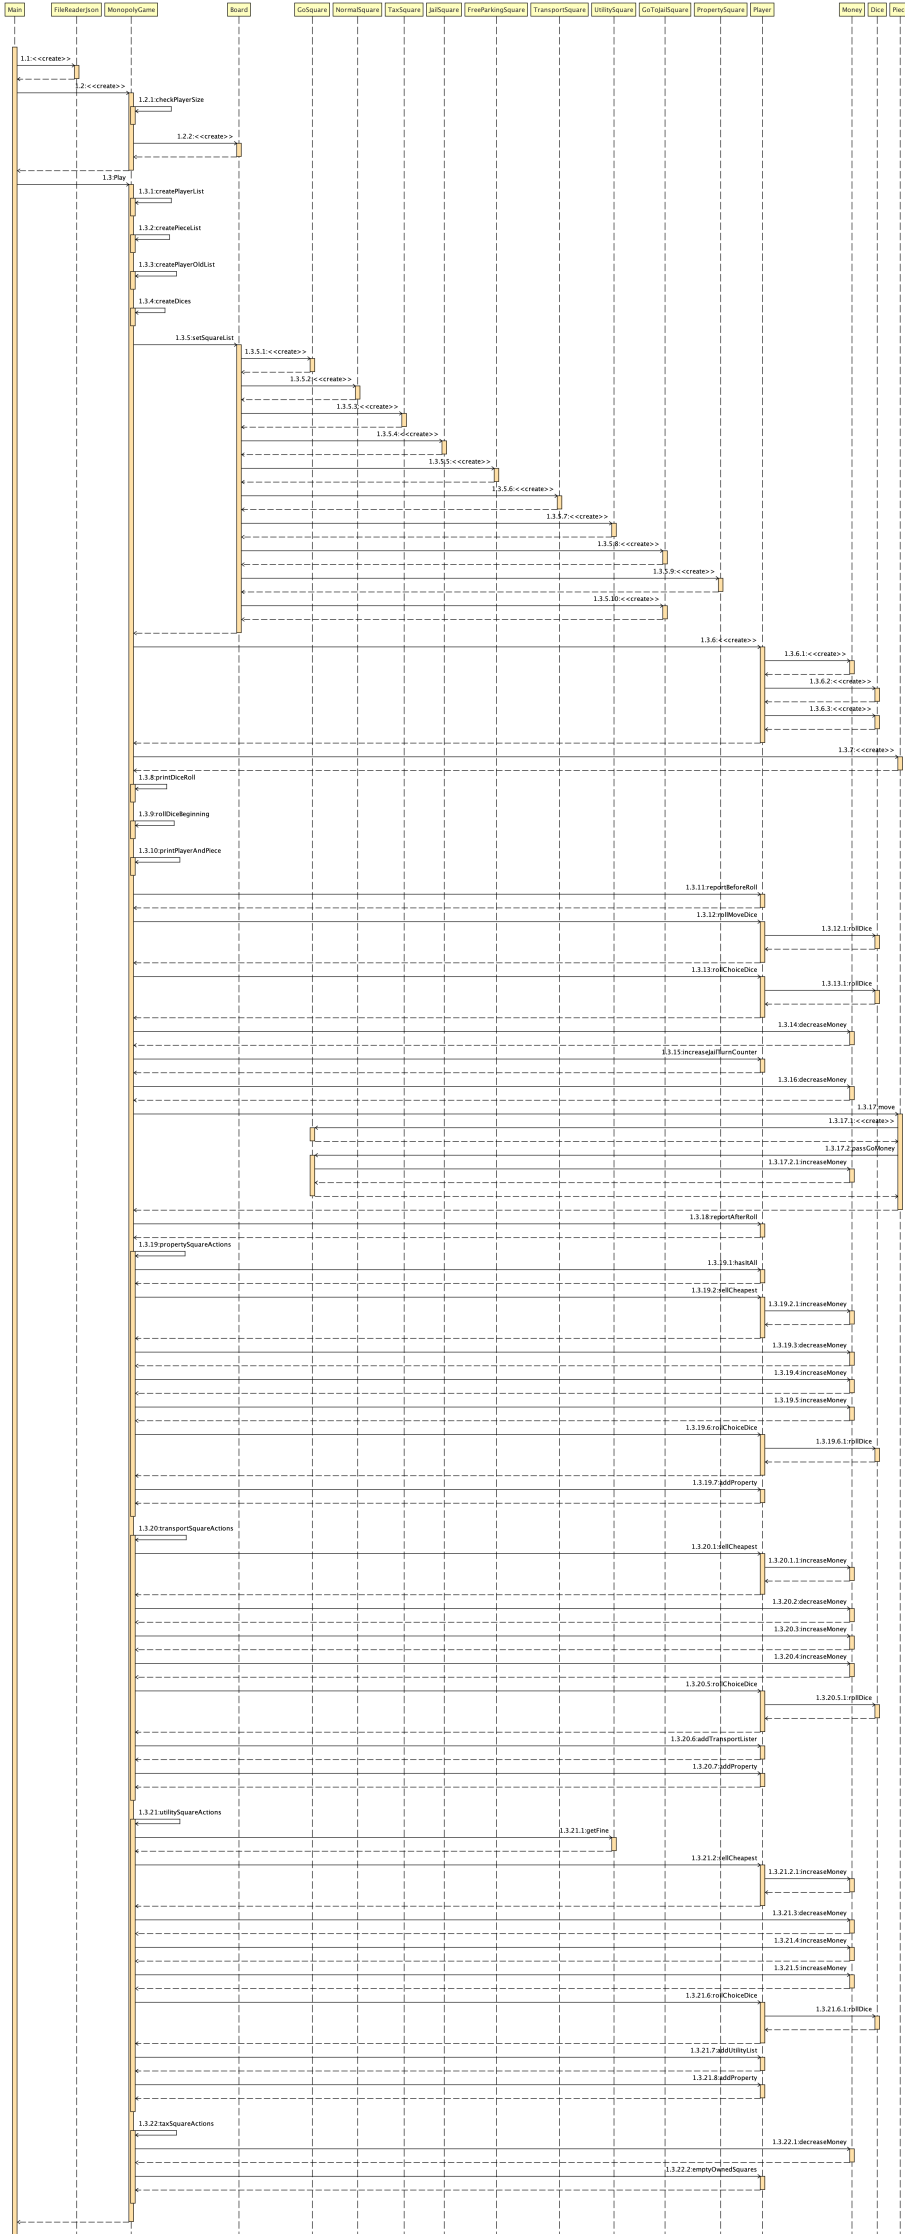 Main FileReaderJson MonopolyGame Board GoSquare NormalSquare TaxSquare JailSquare FreeParkingSquare TransportSquare UtilitySquare GoToJailSquare PropertySquare Player Money Dice Piec
1.1:<<create>>
1.2:<<create>>
1.2.1:checkPlayerSize
1.2.2:<<create>>
1.3:Play
1.3.1:createPlayerList
1.3.2:createPieceList
1.3.3:createPlayerOldList
1.3.4:createDices
1.3.5:setSquareList
1.3.5.1:<<create>>
1.3.5.2:<<create>>
1.3.5.3:<<create>>
1.3.5.4:<<create>>
1.3.5.5:<<create>>
1.3.5.6:<<create>>
1.3.5.7:<<create>>
1.3.5.8:<<create>>
1.3.5.9:<<create>>
1.3.5.10:<<create>>
1.3.6:<<create>>
1.3.6.1:<<create>>
1.3.6.2:<<create>>
1.3.6.3:<<create>>
1.3.7:<<create>>
1.3.8:printDiceRoll
1.3.9:rollDiceBeginning
1.3.10:printPlayerAndPiece
1.3.11:reportBeforeRoll
1.3.12:rollMoveDice
1.3.12.1:rollDice
1.3.13:rollChoiceDice
1.3.13.1:rollDice
1.3.14:decreaseMoney
1.3.15:increaseJailTurnCounter
1.3.16:decreaseMoney
1.3.17:move
1.3.17.1:<<create>>
1.3.17.2:passGoMoney
1.3.17.2.1:increaseMoney
1.3.18:reportAfterRoll
1.3.19:propertySquareActions
1.3.19.1:hasItAll
1.3.19.2:sellCheapest
1.3.19.2.1:increaseMoney
1.3.19.3:decreaseMoney
1.3.19.4:increaseMoney
1.3.19.5:increaseMoney
1.3.19.6:rollChoiceDice
1.3.19.6.1:rollDice
1.3.19.7:addProperty
1.3.20:transportSquareActions
1.3.20.1:sellCheapest
1.3.20.1.1:increaseMoney
1.3.20.2:decreaseMoney
1.3.20.3:increaseMoney
1.3.20.4:increaseMoney
1.3.20.5:rollChoiceDice
1.3.20.5.1:rollDice
1.3.20.6:addTransportLister
1.3.20.7:addProperty
1.3.21:utilitySquareActions
1.3.21.1:getFine
1.3.21.2:sellCheapest
1.3.21.2.1:increaseMoney
1.3.21.3:decreaseMoney
1.3.21.4:increaseMoney
1.3.21.5:increaseMoney
1.3.21.6:rollChoiceDice
1.3.21.6.1:rollDice
1.3.21.7:addUtilityList
1.3.21.8:addProperty
1.3.22:taxSquareActions
1.3.22.1:decreaseMoney
1.3.22.2:emptyOwnedSquares